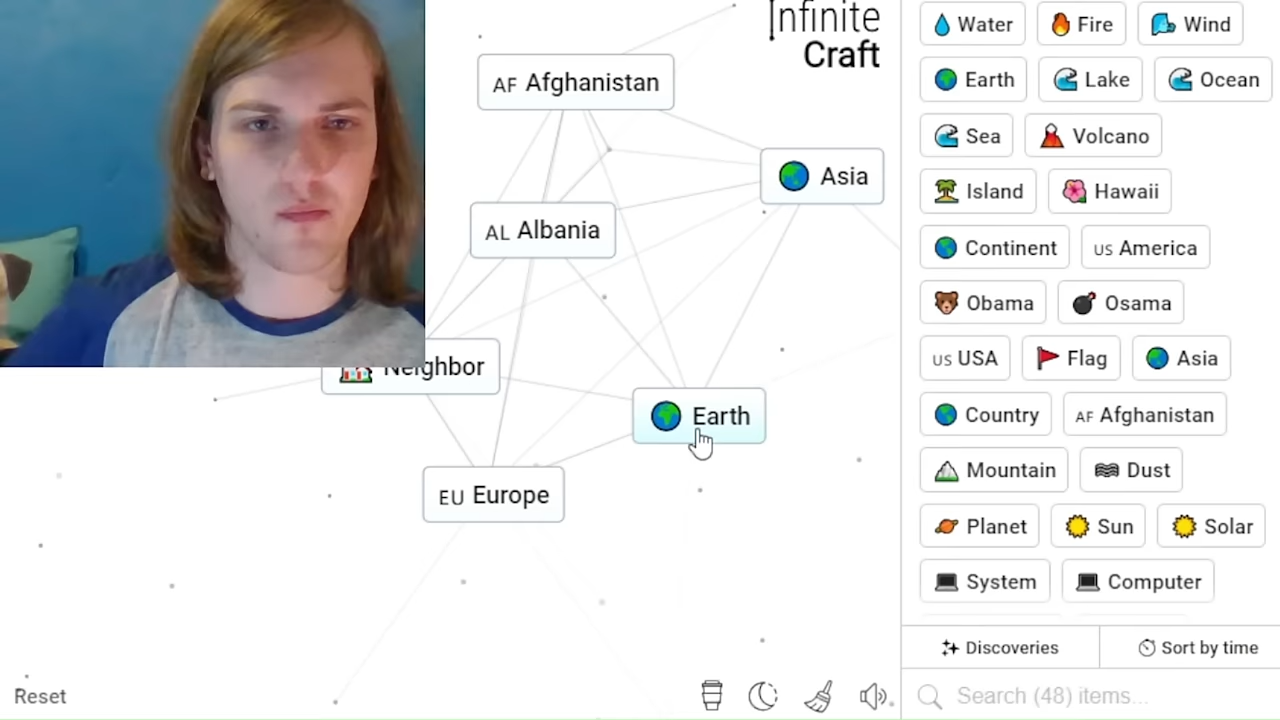 Infinite
Craft
AF Afghanistan
Asia
AL Albania
Neighbor
Earth
EU Europe
Reset
Water Fire Wind
Earth Lake Ocean
Sea Volcano
Island Hawaii
Continent US America
Obama Osama
US USA Flag Asia
Country AF Afghanistan
Mountain Dust
Planet Sun Solar
System Computer
Discoveries Sort by time
Search (48) items...